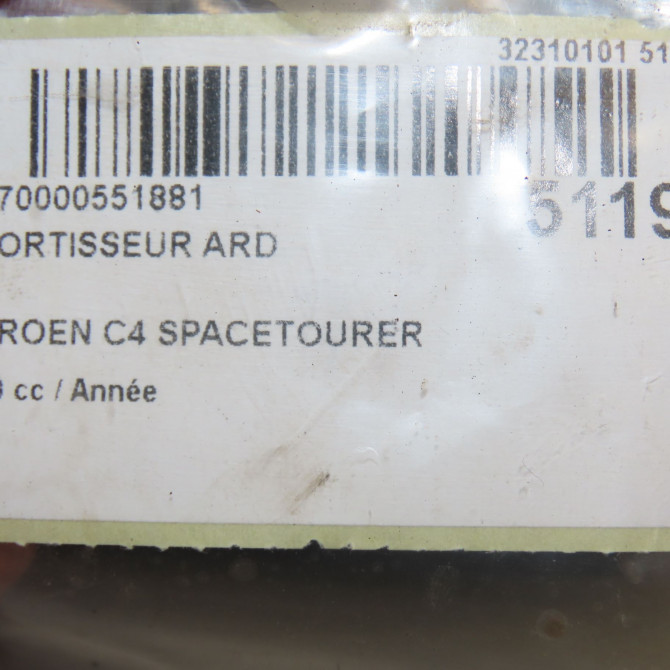 32310101 51
70000551881
5119
ORTISSEUR ARD
ROEN C4 SPACETOURER
cc / Année